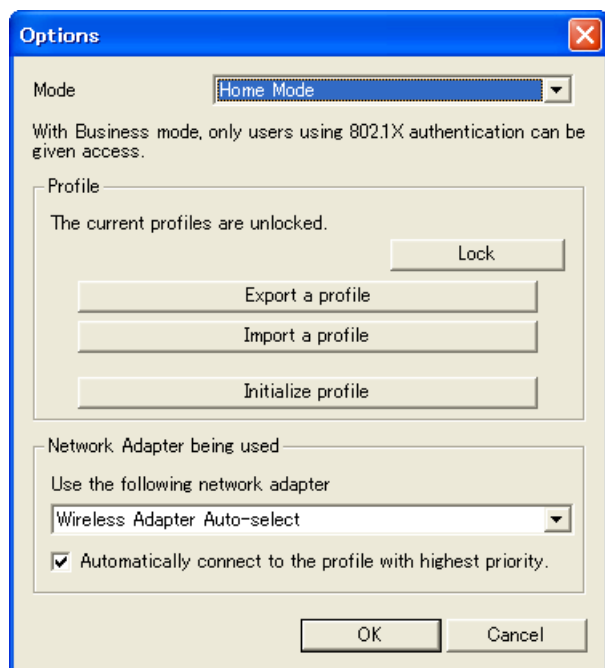 Options
Mode Home Mode
With Business mode, only users using 802.1X authentication can be
given access.
Profile
The current profiles are unlocked.
Lock
Export a profile
Import a profile
Initialize profile
Network Adapter being used
Use the following network adapter
Wireless Adapter Auto-select
Automatically connect to the profile with highest priority.
OK Cancel